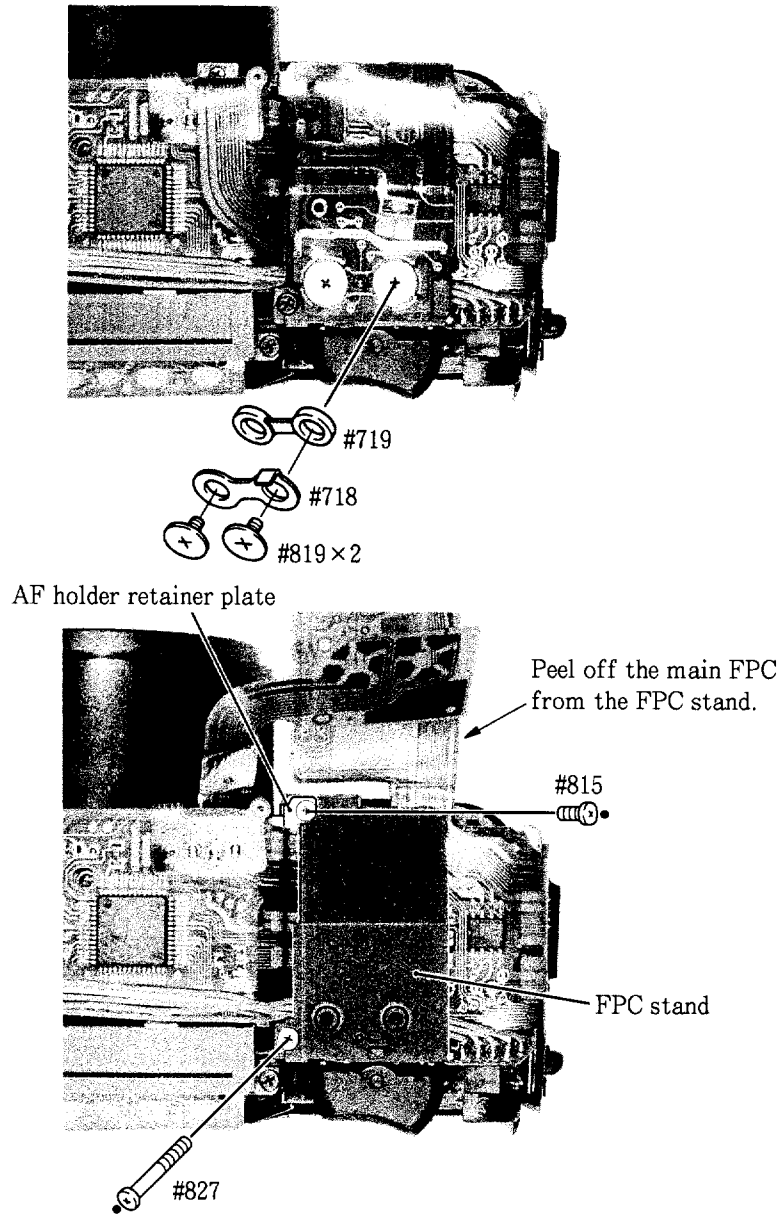 #719
#718
#819×2
AF holder retainer plate
Peel off the main FPC
from the FPC stand.
#815
FPC stand
#827